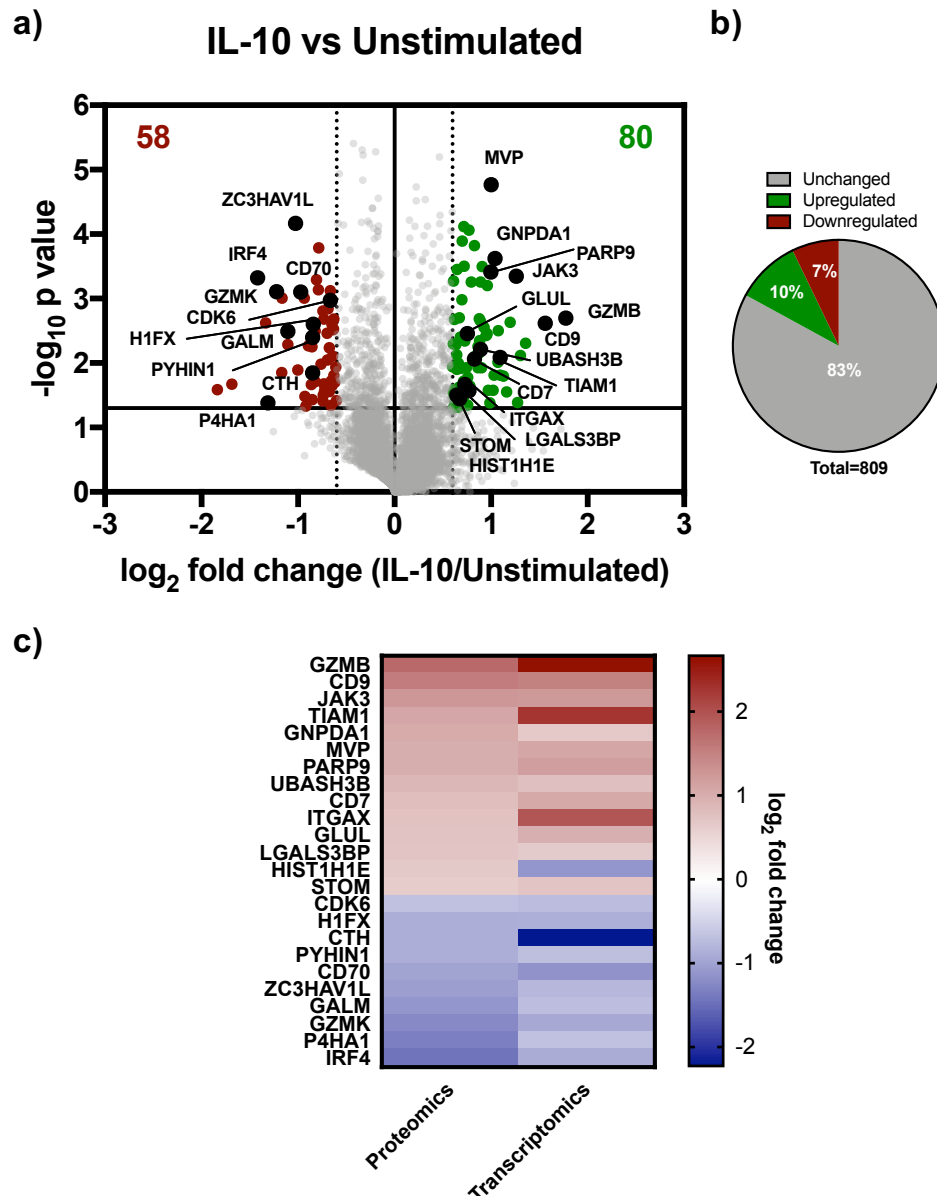 a)
IL-10 vs Unstimulated
58
80
6
5
4
3
2
1
0
-log10 p value
MVP
ZC3HAV1L
GNPDA1
PARP9
IRF4
CD70
JAK3
GZMK
GLUL
GZMB
CDK6
CD9
H1FX
GALM
UBASH3B
PYHIN1
TIAM1
CTH
CD7
P4HA1
ITGAX
STOM
LGALS3BP
HIST1H1E
-3
-2
-1
0
1
2
3
log2 fold change (IL-10/Unstimulated)
b)
Unchanged
Upregulated
Downregulated
7%
10%
83%
Total=809
c)
GZMB
CD9
JAK3
TIAM1
GNPDA1
MVP
PARP9
UBASH3B
CD7
ITGAX
GLUL
LGALS3BP
HIST1H1E
STOM
CDK6
H1FX
CTH
PYHIN1
CD70
ZC3HAV1L
GALM
GZMK
P4HA1
IRF4
Proteomics
Transcriptomics
2
1
0
-1
-2
log2 fold change